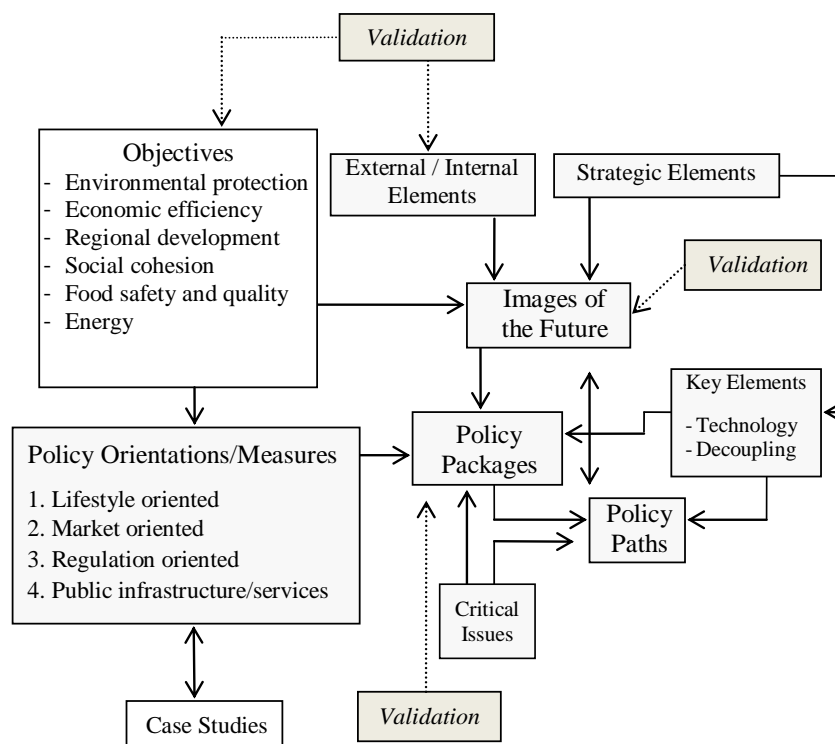 Validation
Objectives
- Environmental protection
- Economic efficiency
- Regional development
- Social cohesion
- Food safety and quality
- Energy
External / Internal
Elements
Strategic Elements
Validation
Images of
the Future
Key Elements
- Technology
- Decoupling
Policy Orientations/Measures
1. Lifestyle oriented
2. Market oriented
3. Regulation oriented
4. Public infrastructure/services
Policy
Packages
Policy
Paths
Critical
Issues
Validation
Case Studies